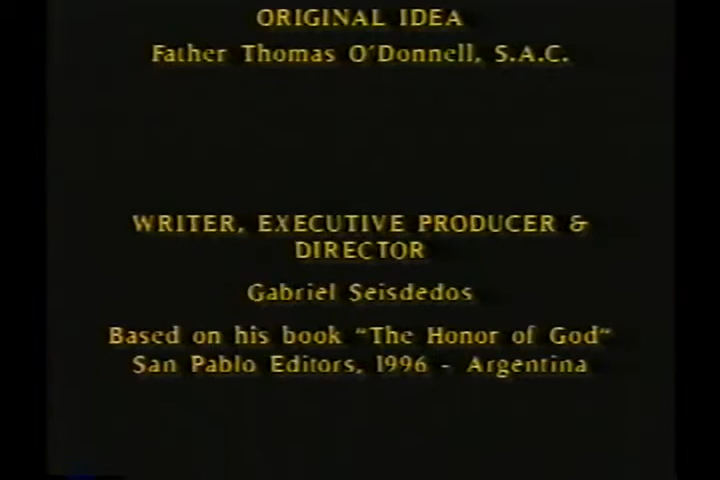 ORIGINAL IDEA
Father Thomas O'Donnell, S.A.C.
WRITER, EXECUTIVE PRODUCER &
DIRECTOR
Gabriel Seisdedos
Based on his book "The Honor of God"
San Pablo Editors, 1996 - Argentina